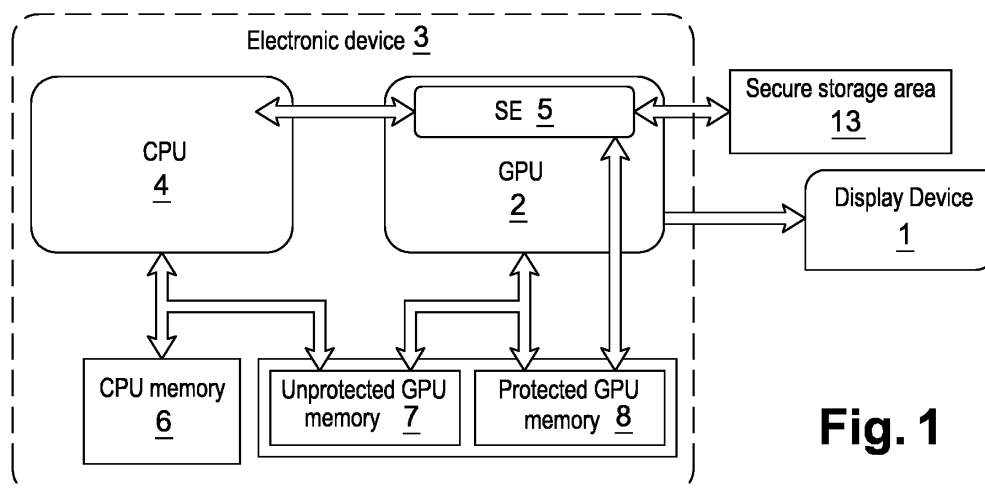 Electronic device 3
CPU
4
SE 5
GPU
2
Secure storage area
13
Display Device
1
CPU memory
6
Unprotected GPU
memory 7
Protected GPU
memory 8
Fig. 1